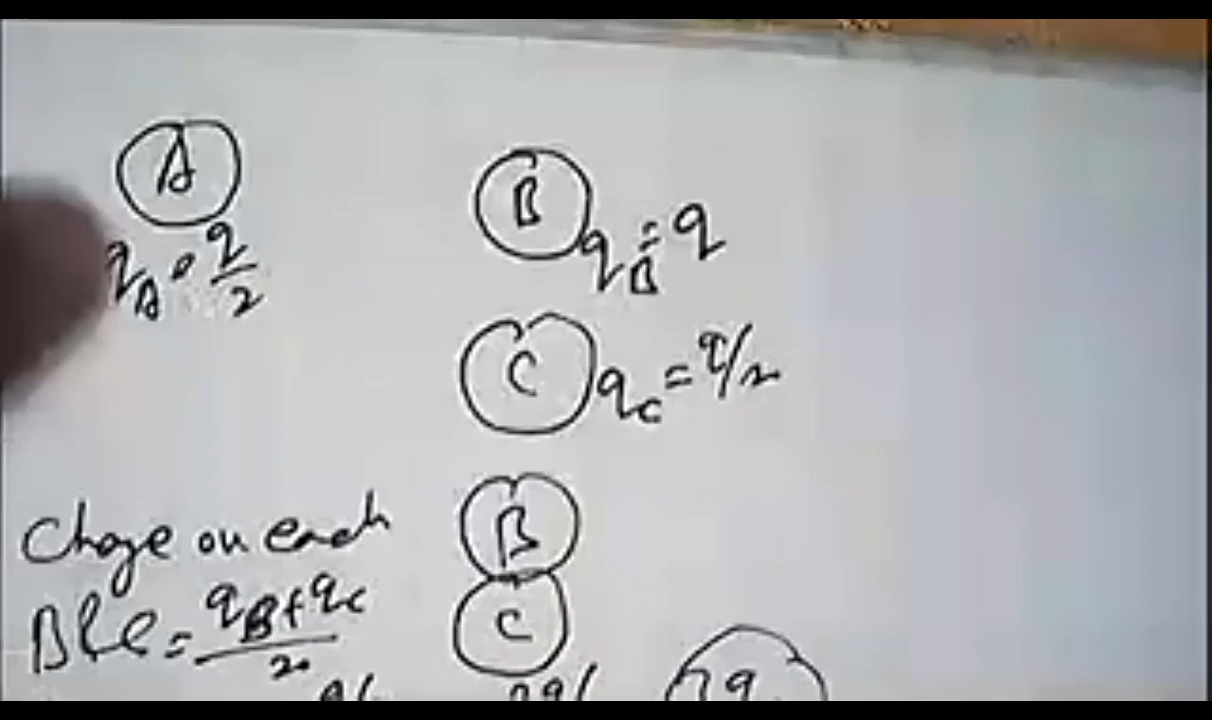 A
q_A = q/2
B
q_B = q
C
q_C = q/2
B
Charge on each
B & C = (q_B + q_C)/2
C